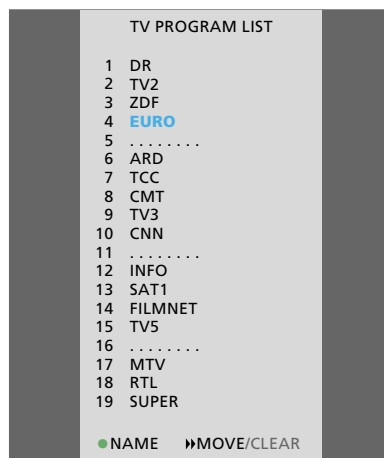 TV PROGRAM LIST
1 DR
2 TV2
3 ZDF
4 EURO
5 . . . . . . . .
6 ARD
7 TCC
8 CMT
9 TV3
10 CNN
11 . . . . . . . .
12 INFO
13 SAT1
14 FILMNET
15 TV5
16 . . . . . . . .
17 MTV
18 RTL
19 SUPER
●NAME ▸▸MOVE/CLEAR